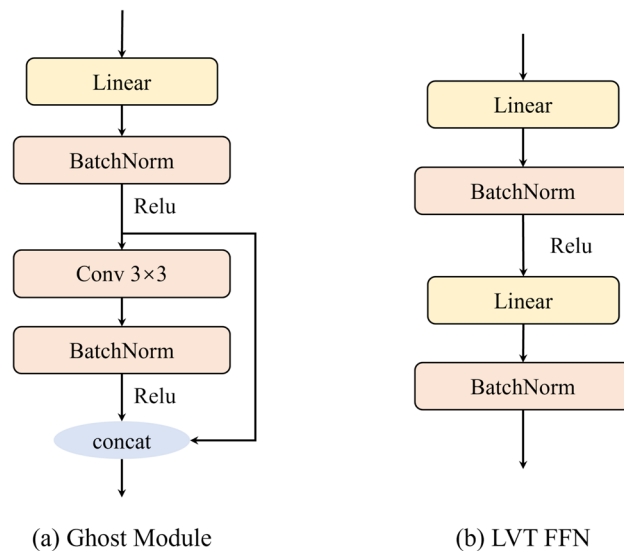 Linear
BatchNorm
Relu
Conv 3×3
BatchNorm
Relu
concat
(a) Ghost Module
Linear
BatchNorm
Relu
Linear
BatchNorm
(b) LVT FFN